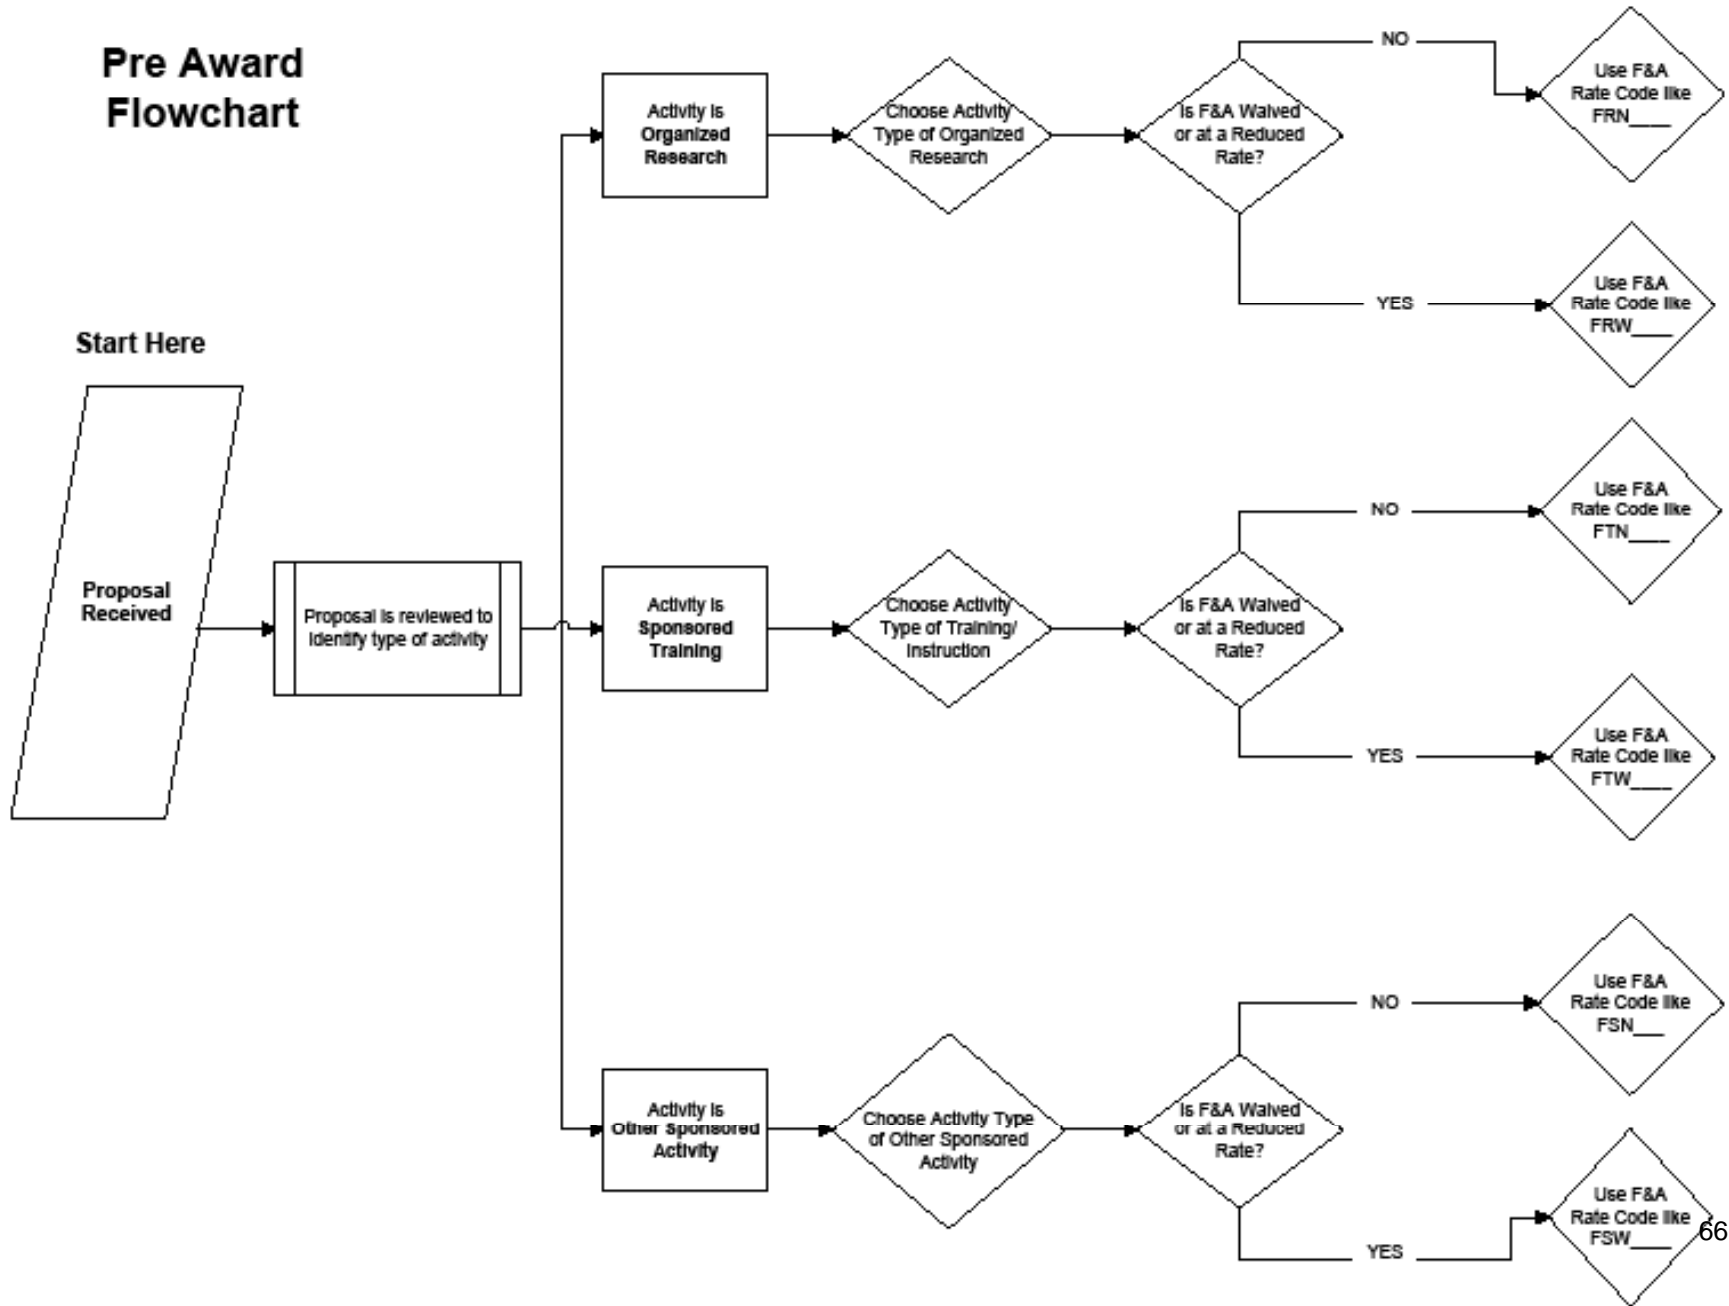 Pre Award
Flowchart
Start Here
Proposal
Received
Proposal is reviewed to
identify type of activity
Activity is
Organized
Research
Choose Activity
Type of Organized
Research
Is F&A Waived
or at a Reduced
Rate?
NO
Use F&A
Rate Code like
FRN____
YES
Use F&A
Rate Code like
FRW____
Activity is
Sponsored
Training
Choose Activity
Type of Training/
Instruction
Is F&A Waived
or at a Reduced
Rate?
NO
Use F&A
Rate Code like
FTN____
YES
Use F&A
Rate Code like
FTW____
Activity is
Other Sponsored
Activity
Choose Activity Type
of Other Sponsored
Activity
Is F&A Waived
or at a Reduced
Rate?
NO
Use F&A
Rate Code like
FSN___
YES
Use F&A
Rate Code like
FSW____
66